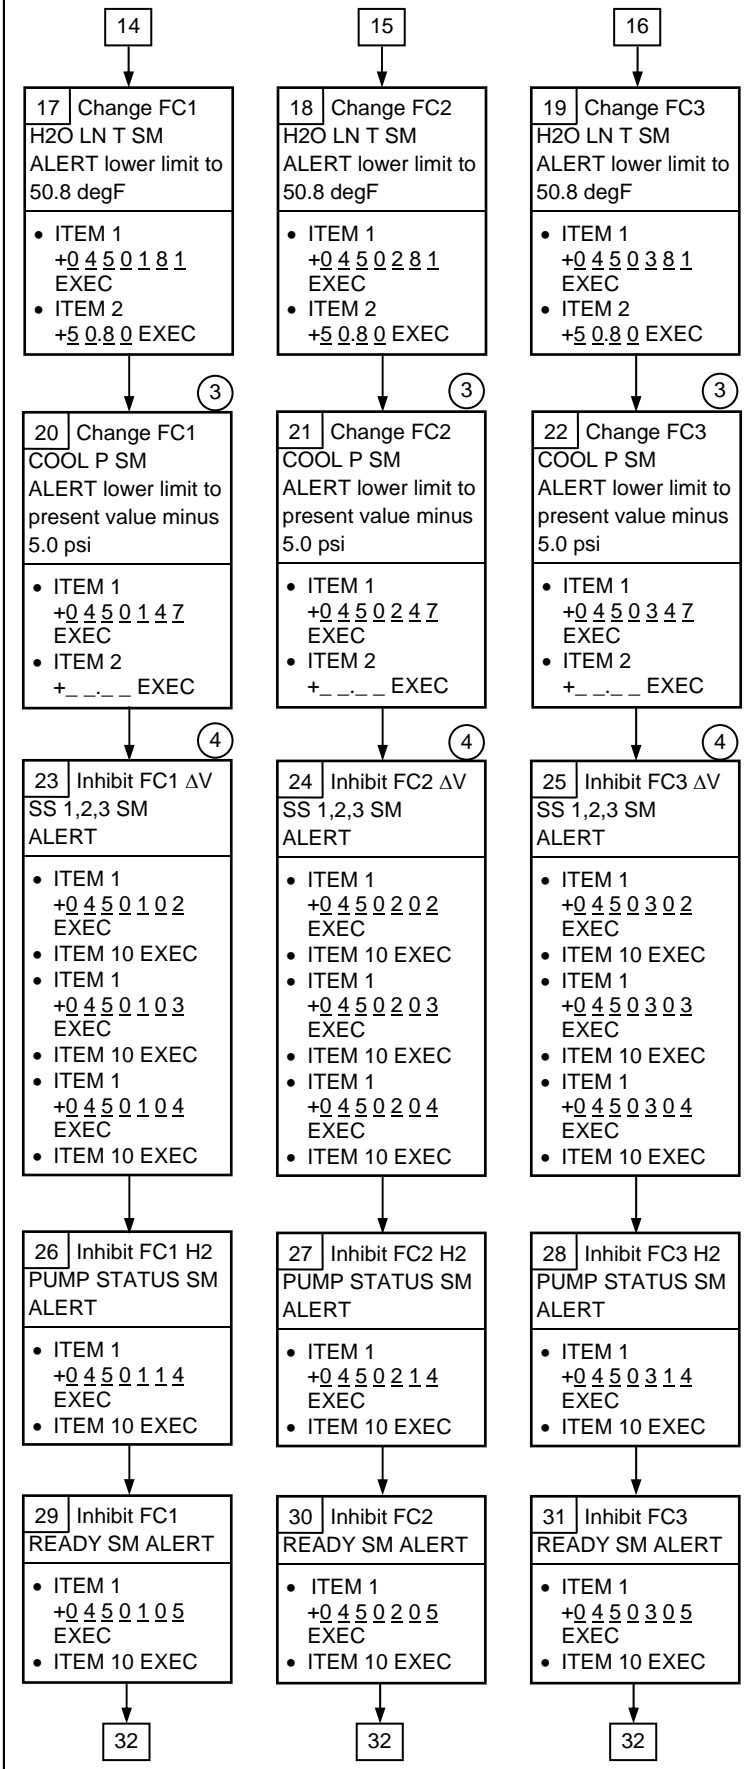 14
15
16
17 Change FC1
H2O LN T SM
ALERT lower limit to
50.8 degF
• ITEM 1
+0 4 5 0 1 8 1
EXEC
• ITEM 2
+5 0.8 0 EXEC
18 Change FC2
H2O LN T SM
ALERT lower limit to
50.8 degF
• ITEM 1
+0 4 5 0 2 8 1
EXEC
• ITEM 2
+5 0.8 0 EXEC
19 Change FC3
H2O LN T SM
ALERT lower limit to
50.8 degF
• ITEM 1
+0 4 5 0 3 8 1
EXEC
• ITEM 2
+5 0.8 0 EXEC
3
3
3
20 Change FC1
COOL P SM
ALERT lower limit to
present value minus
5.0 psi
• ITEM 1
+0 4 5 0 1 4 7
EXEC
• ITEM 2
+_ _._ _ EXEC
21 Change FC2
COOL P SM
ALERT lower limit to
present value minus
5.0 psi
• ITEM 1
+0 4 5 0 2 4 7
EXEC
• ITEM 2
+_ _._ _ EXEC
22 Change FC3
COOL P SM
ALERT lower limit to
present value minus
5.0 psi
• ITEM 1
+0 4 5 0 3 4 7
EXEC
• ITEM 2
+_ _._ _ EXEC
4
4
4
23 Inhibit FC1 ΔV
SS 1,2,3 SM
ALERT
• ITEM 1
+0 4 5 0 1 0 2
EXEC
• ITEM 10 EXEC
• ITEM 1
+0 4 5 0 1 0 3
EXEC
• ITEM 10 EXEC
• ITEM 1
+0 4 5 0 1 0 4
EXEC
• ITEM 10 EXEC
24 Inhibit FC2 ΔV
SS 1,2,3 SM
ALERT
• ITEM 1
+0 4 5 0 2 0 2
EXEC
• ITEM 10 EXEC
• ITEM 1
+0 4 5 0 2 0 3
EXEC
• ITEM 10 EXEC
• ITEM 1
+0 4 5 0 2 0 4
EXEC
• ITEM 10 EXEC
25 Inhibit FC3 ΔV
SS 1,2,3 SM
ALERT
• ITEM 1
+0 4 5 0 3 0 2
EXEC
• ITEM 10 EXEC
• ITEM 1
+0 4 5 0 3 0 3
EXEC
• ITEM 10 EXEC
• ITEM 1
+0 4 5 0 3 0 4
EXEC
• ITEM 10 EXEC
26 Inhibit FC1 H2
PUMP STATUS SM
ALERT
• ITEM 1
+0 4 5 0 1 1 4
EXEC
• ITEM 10 EXEC
27 Inhibit FC2 H2
PUMP STATUS SM
ALERT
• ITEM 1
+0 4 5 0 2 1 4
EXEC
• ITEM 10 EXEC
28 Inhibit FC3 H2
PUMP STATUS SM
ALERT
• ITEM 1
+0 4 5 0 3 1 4
EXEC
• ITEM 10 EXEC
29 Inhibit FC1
READY SM ALERT
• ITEM 1
+0 4 5 0 1 0 5
EXEC
• ITEM 10 EXEC
30 Inhibit FC2
READY SM ALERT
• ITEM 1
+0 4 5 0 2 0 5
EXEC
• ITEM 10 EXEC
31 Inhibit FC3
READY SM ALERT
• ITEM 1
+0 4 5 0 3 0 5
EXEC
• ITEM 10 EXEC
32
32
32